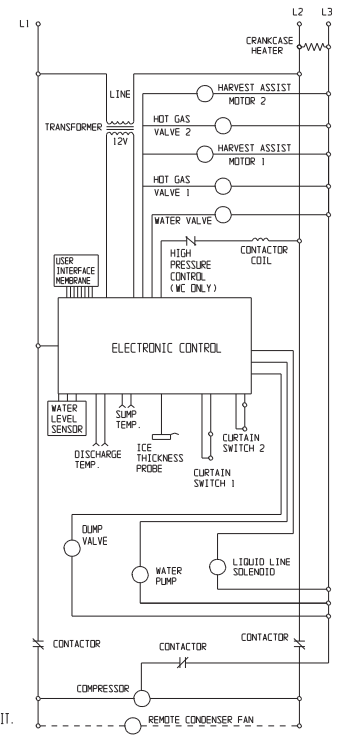 L1
L2
L3
CRANKCASE
HEATER
LINE
TRANSFORMER
12V
HARVEST ASSIST
MOTOR 2
HOT GAS
VALVE 2
HARVEST ASSIST
MOTOR 1
HOT GAS
VALVE 1
WATER VALVE
HIGH
PRESSURE
CONTROL
(WC ONLY)
CONTACTOR
COIL
USER
INTERFACE
MEMBRANE
ELECTRONIC CONTROL
WATER
LEVEL
SENSOR
DISCHARGE
TEMP.
SUMP
TEMP.
ICE
THICKNESS
PROBE
CURTAIN
SWITCH 1
CURTAIN
SWITCH 2
DUMP
VALVE
WATER
PUMP
LIQUID LINE
SOLENOID
CONTACTOR
CONTACTOR
CONTACTOR
COMPRESSOR
IT.
REMOTE CONDENSER FAN